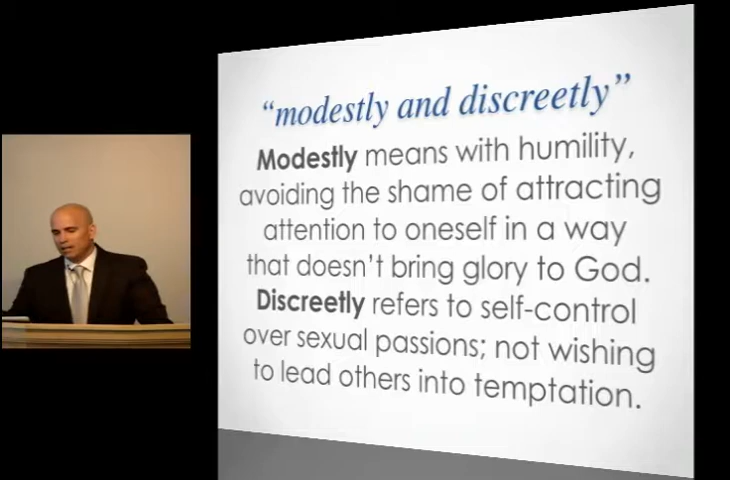 “modestly and discreetly”
Modestly means with humility,
avoiding the shame of attracting
attention to oneself in a way
that doesn’t bring glory to God.
Discreetly refers to self-control
over sexual passions; not wishing
to lead others into temptation.